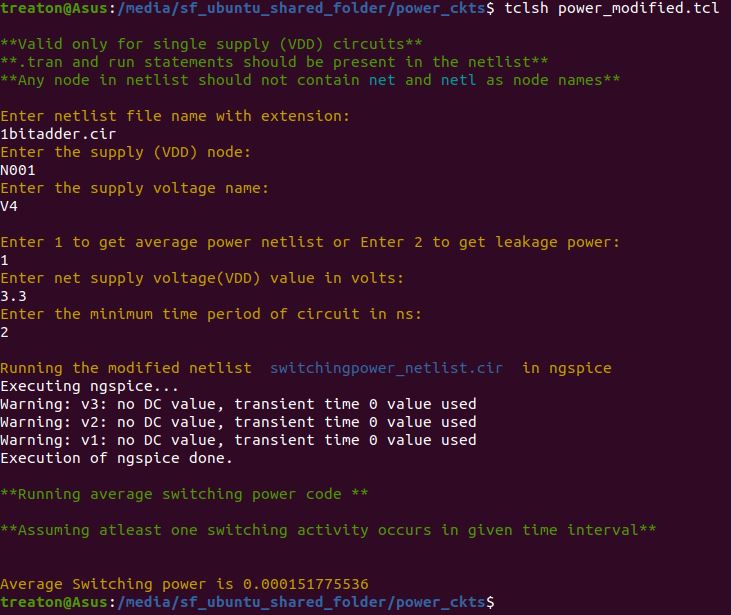 treaton@Asus:/media/sf_ubuntu_shared_folder/power_ckts$ tclsh power_modified.tcl
**Valid only for single supply (VDD) circuits**
**.tran and run statements should be present in the netlist**
**Any node in netlist should not contain net and netl as node names**
Enter netlist file name with extension:
1bitadder.cir
Enter the supply (VDD) node:
N001
Enter the supply voltage name:
V4
Enter 1 to get average power netlist or Enter 2 to get leakage power:
1
Enter net supply voltage(VDD) value in volts:
3.3
Enter the minimum time period of circuit in ns:
2
Running the modified netlist  switchingpower_netlist.cir  in ngspice
Executing ngspice...
Warning: v3: no DC value, transient time 0 value used
Warning: v2: no DC value, transient time 0 value used
Warning: v1: no DC value, transient time 0 value used
Execution of ngspice done.
**Running average switching power code **
**Assuming atleast one switching activity occurs in given time interval**
Average Switching power is 0.000151775536
treaton@Asus:/media/sf_ubuntu_shared_folder/power_ckts$